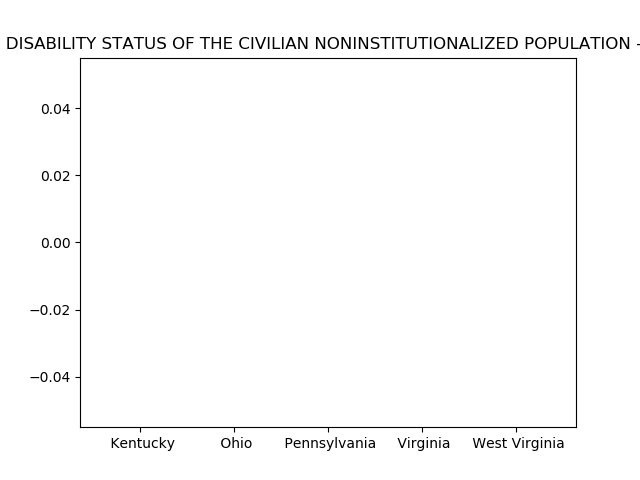 DISABILITY STATUS OF THE CIVILIAN NONINSTITUTIONALIZED POPULATION -
0.04
0.02
0.00
−0.02
−0.04
Kentucky Ohio Pennsylvania Virginia West Virginia